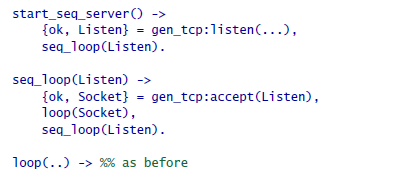 start_seq_server() ->
    {ok, Listen} = gen_tcp:listen(...),
    seq_loop(Listen).
seq_loop(Listen) ->
    {ok, Socket} = gen_tcp:accept(Listen),
    loop(Socket),
    seq_loop(Listen).
loop(..) -> %% as before